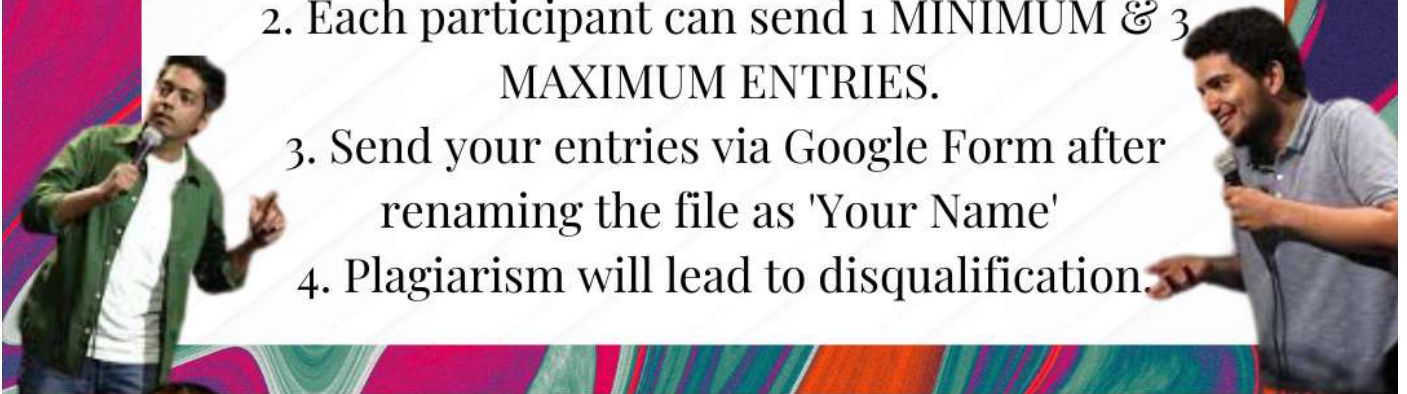 2. Each participant can send 1 MINIMUM & 3
MAXIMUM ENTRIES.
3. Send your entries via Google Form after
renaming the file as 'Your Name'
4. Plagiarism will lead to disqualification.